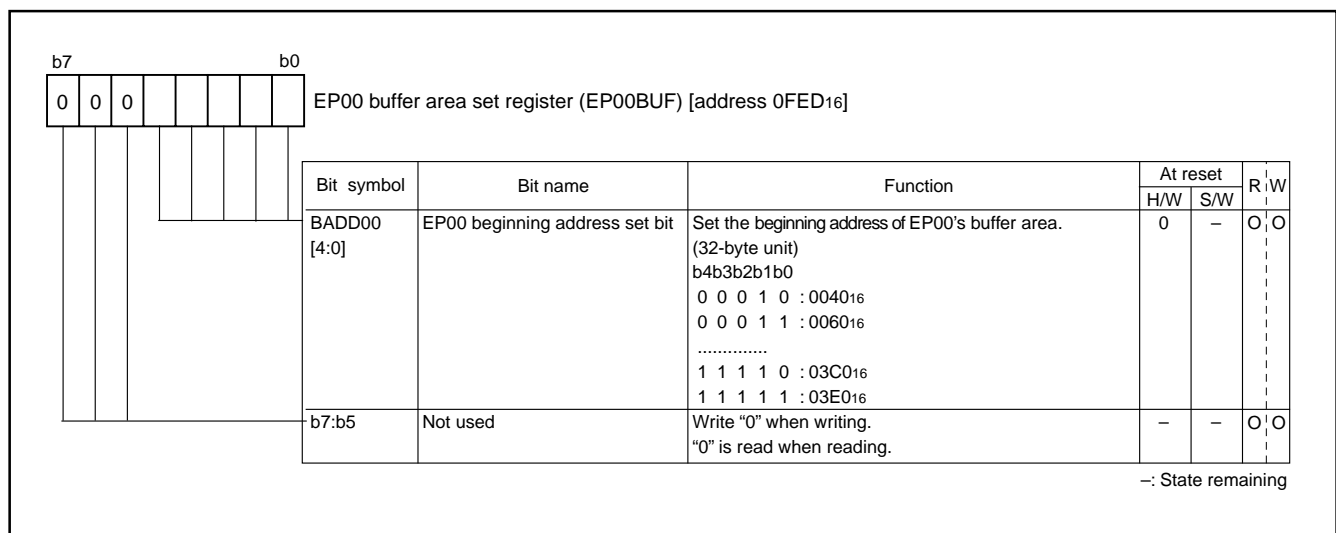 b7 b0
0 0 0 EP00 buffer area set register (EP00BUF) [address 0FED16]
Bit symbol Bit name Function At reset R W
H/W S/W
BADD00 EP00 beginning address set bit Set the beginning address of EP00's buffer area. 0 – O O
[4:0] (32-byte unit)
b4b3b2b1b0
0 0 0 1 0 : 004016
0 0 0 1 1 : 006016
..............
1 1 1 1 0 : 03C016
1 1 1 1 1 : 03E016
b7:b5 Not used Write “0” when writing. – – O O
“0” is read when reading.
–: State remaining